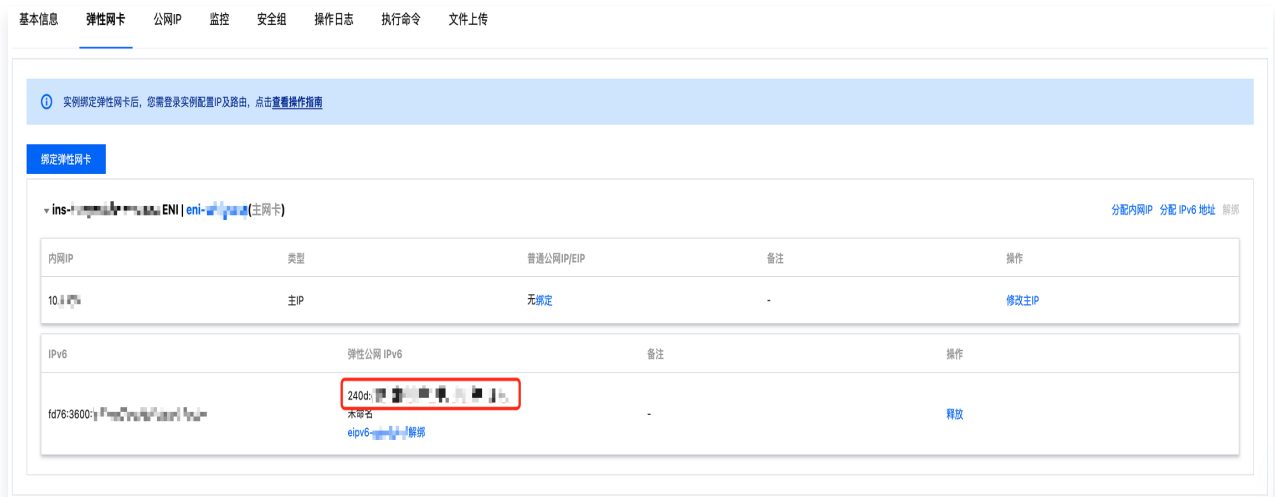 基本信息 弹性网卡 公网IP 监控 安全组 操作日志 执行命令 文件上传
实例绑定弹性网卡后，您需登录实例配置IP及路由，点击查看操作指南
绑定弹性网卡
ins- ENI | eni- (主网卡) 分配内网IP 分配 IPv6 地址 解绑
内网IP 类型 普通公网IP/EIP 备注 操作
10. 主IP 无绑定 - 修改主IP
IPv6 弹性公网 IPv6 备注 操作
240d:
fd76:3600: 未命名 - 释放
eipv6- 解绑